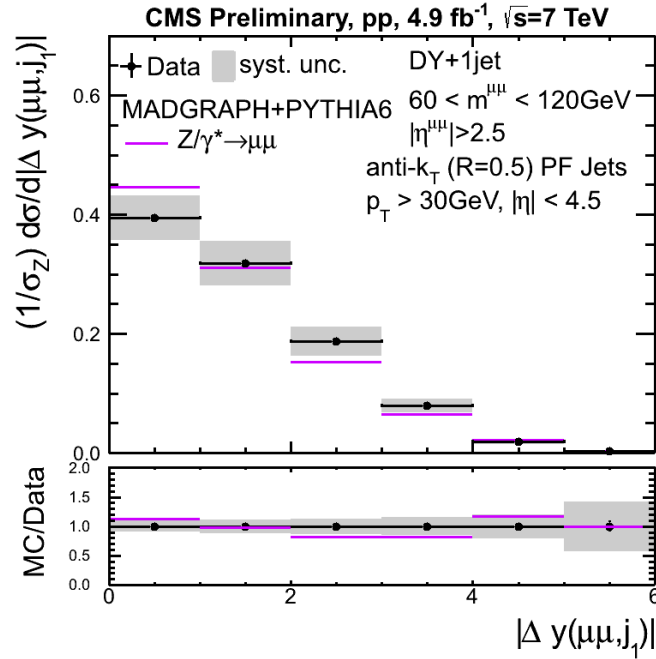 CMS Preliminary, pp, 4.9 fb⁻¹, √s=7 TeV
(1/σ_Z) dσ/d|Δ y(μμ,j₁)|
Data
syst. unc.
MADGRAPH+PYTHIA6
Z/γ*→μμ
DY+1jet
60 < m^μμ < 120GeV
|η^μμ|>2.5
anti-k_T (R=0.5) PF Jets
p_T > 30GeV, |η| < 4.5
0.6
0.4
0.2
0.0
MC/Data
2.0
1.5
1.0
0.5
0.0
0 2 4 6
|Δ y(μμ,j₁)|